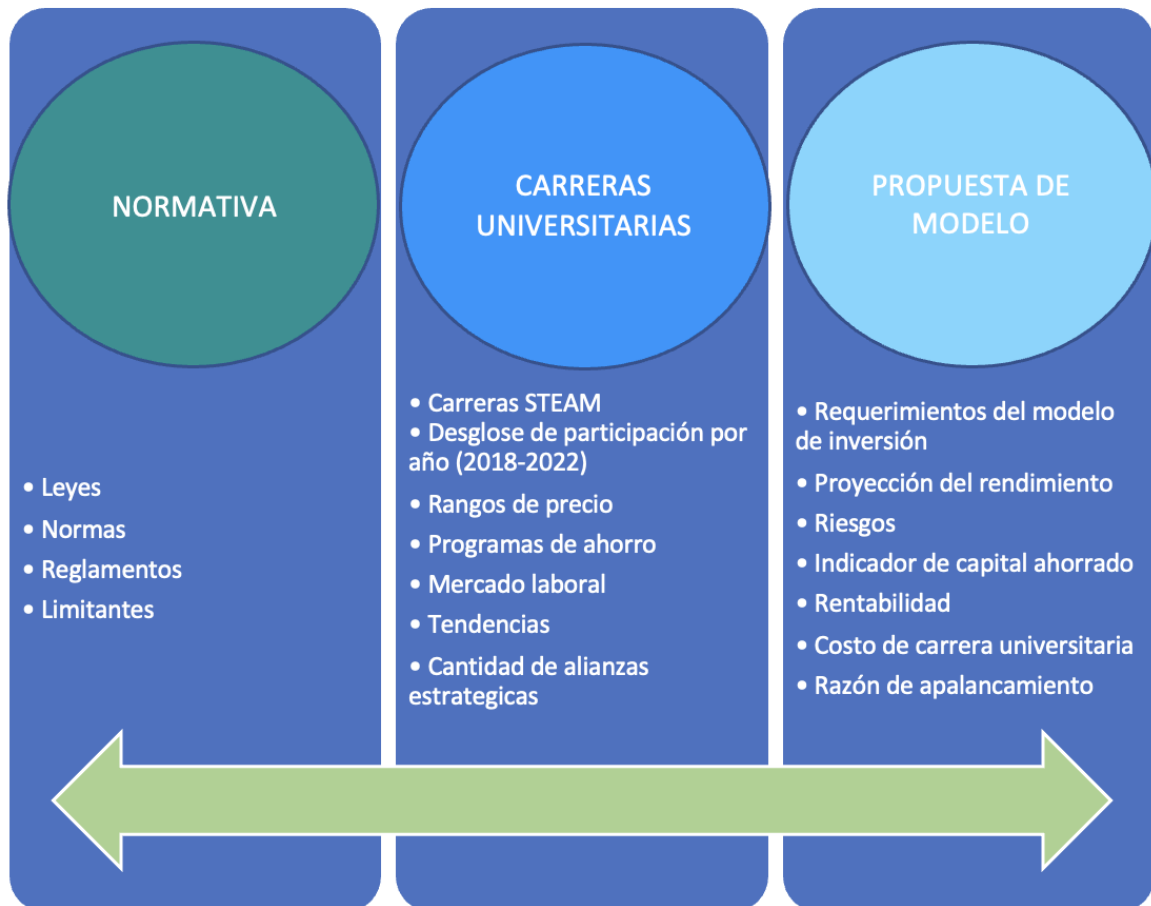 NORMATIVA
• Leyes
• Normas
• Reglamentos
• Limitantes
CARRERAS
UNIVERSITARIAS
• Carreras STEAM
• Desglose de participación por
año (2018-2022)
• Rangos de precio
• Programas de ahorro
• Mercado laboral
• Tendencias
• Cantidad de alianzas
estrategicas
PROPUESTA DE
MODELO
• Requerimientos del modelo
de inversión
• Proyección del rendimiento
• Riesgos
• Indicador de capital ahorrado
• Rentabilidad
• Costo de carrera universitaria
• Razón de apalancamiento